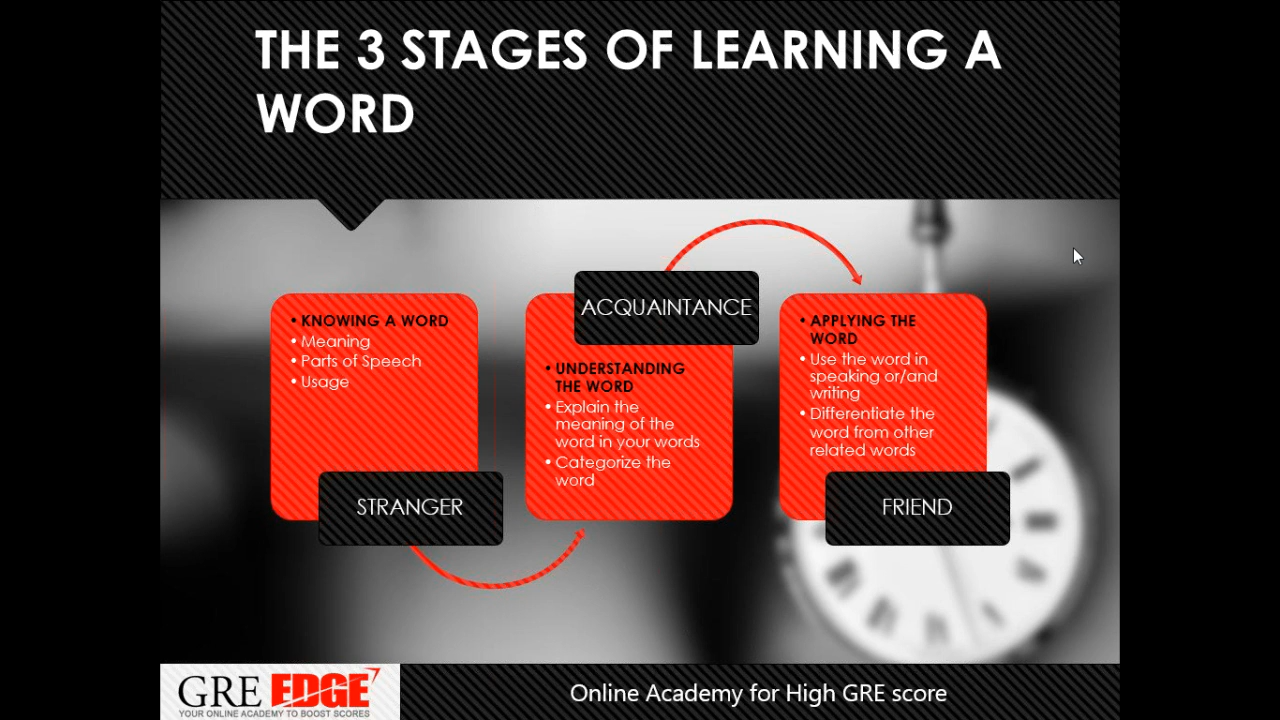 THE 3 STAGES OF LEARNING A
WORD
• KNOWING A WORD
• Meaning
• Parts of Speech
• Usage
STRANGER
ACQUAINTANCE
• UNDERSTANDING
THE WORD
• Explain the
meaning of the
word in your words
• Categorize the
word
• APPLYING THE
WORD
• Use the word in
speaking or/and
writing
• Differentiate the
word from other
related words
FRIEND
GRE EDGE
YOUR ONLINE ACADEMY TO BOOST SCORES
Online Academy for High GRE score